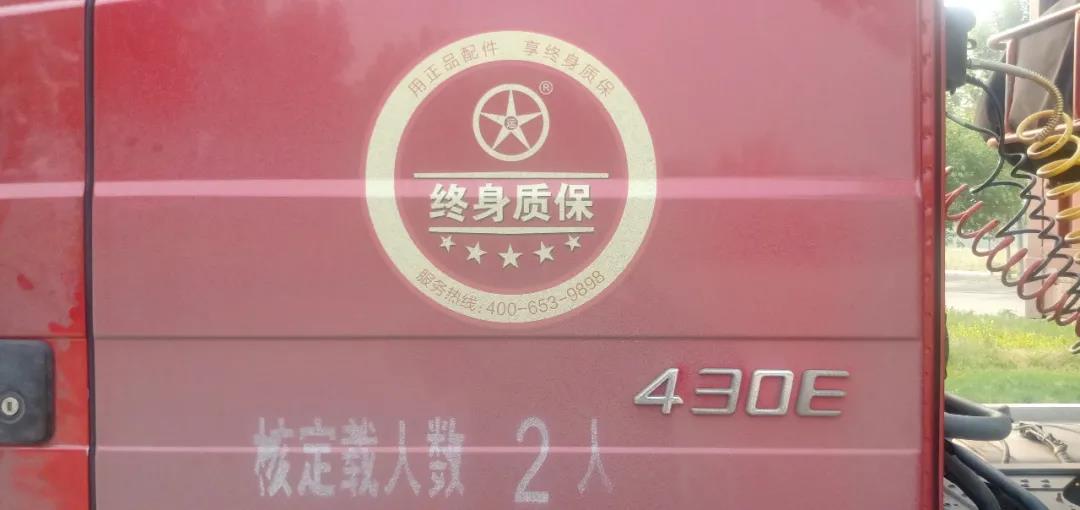 用正品配件 享终身质保
®
运
终身质保
服务热线:400-653-9898
430E
核定载人数 2人